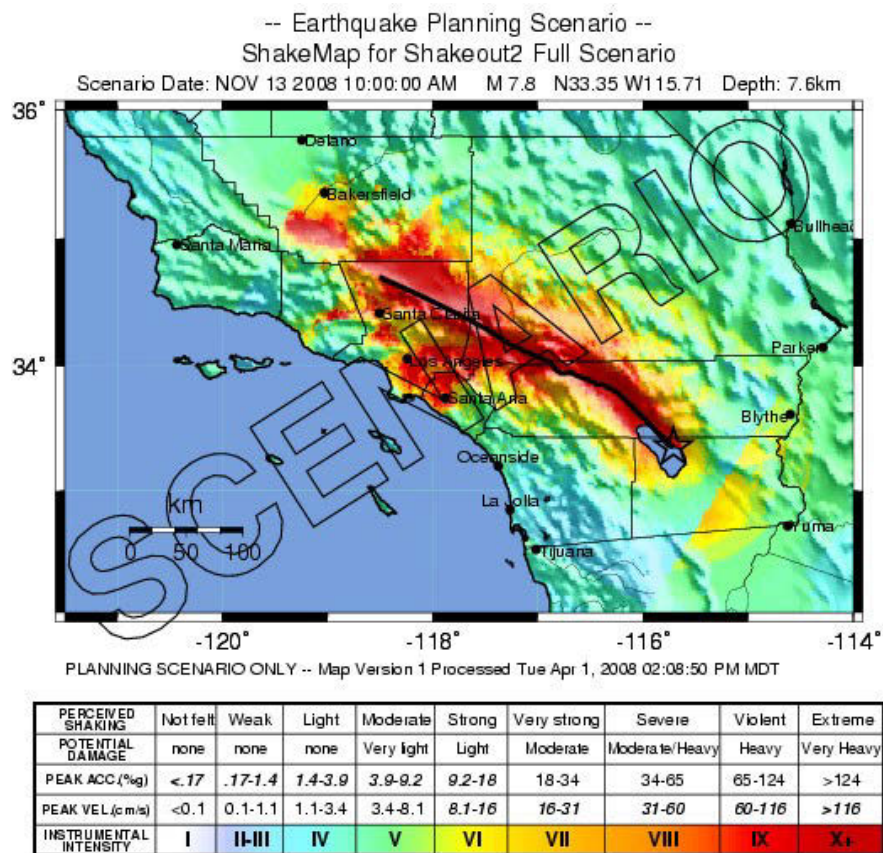 -- Earthquake Planning Scenario --
ShakeMap for Shakeout2 Full Scenario
Scenario Date: NOV 13 2008 10:00:00 AM M 7.8 N33.35 W115.71 Depth: 7.6km
36°
Delano
Bakersfield
Bullhead
Santa Maria
Santa Clarita
Parker
34°
Los Angeles
Santa Ana
Blythe
Oceanside
La Jolla
Yuma
Tijuana
SCENARIO
km
0 50 100
-120° -118° -116° -114°
PLANNING SCENARIO ONLY -- Map Version 1 Processed Tue Apr 1, 2008 02:08:50 PM MDT
PERCEIVED SHAKING Not felt Weak Light Moderate Strong Very strong Severe Violent Extreme
POTENTIAL DAMAGE none none none Very light Light Moderate Moderate/Heavy Heavy Very Heavy
PEAK ACC.(%g) <.17 .17-1.4 1.4-3.9 3.9-9.2 9.2-18 18-34 34-65 65-124 >124
PEAK VEL.(cm/s) <0.1 0.1-1.1 1.1-3.4 3.4-8.1 8.1-16 16-31 31-60 60-116 >116
INSTRUMENTAL INTENSITY I II-III IV V VI VII VIII IX X+